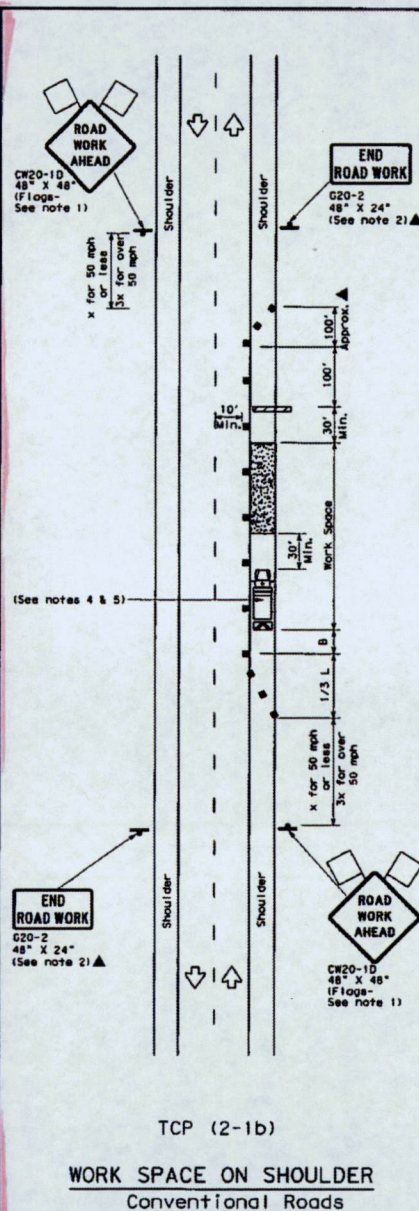 ROAD
WORK
AHEAD
CW20-1D
48" X 48"
(Flags-
See note 1)
END
ROAD WORK
G20-2
48" X 24"
(See note 2)▲
Shoulder
Shoulder
x for 50 mph
or less
3x for over
50 mph
100'
Approx.
▲
100'
30'
Min.
10'
Min.
Work Space
30'
Min.
(See notes 4 & 5)
B
1/3 L
x for 50 mph
or less
3x for over
50 mph
END
ROAD WORK
G20-2
48" X 24"
(See note 2)▲
Shoulder
Shoulder
ROAD
WORK
AHEAD
CW20-1D
48" X 48"
(Flags-
See note 1)
TCP (2-1b)
WORK SPACE ON SHOULDER
Conventional Roads